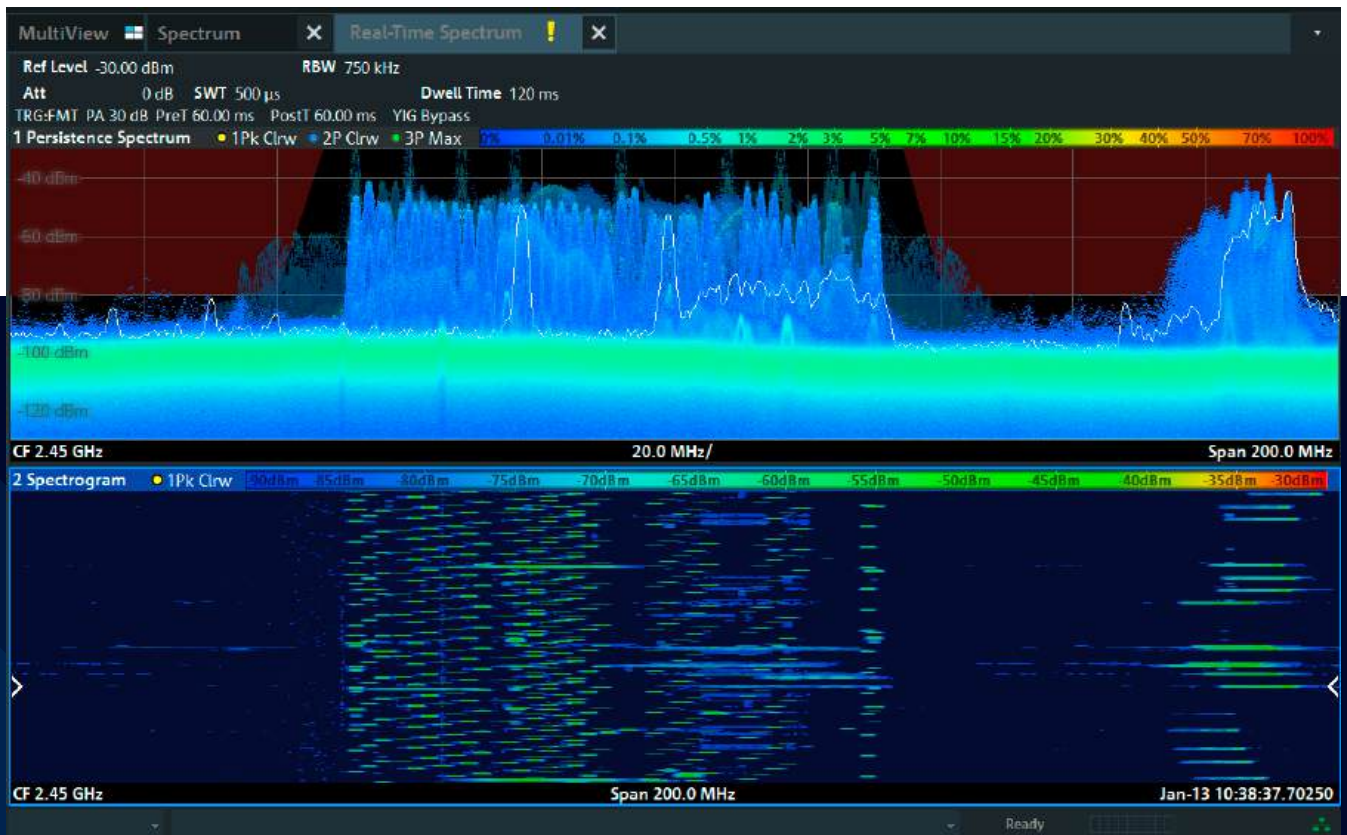 MultiView Spectrum X Real-Time Spectrum ! X
Ref Level -30.00 dBm RBW 750 kHz
Att 0 dB SWT 500 µs Dwell Time 120 ms
TRG:FMT PA 30 dB PreT 60.00 ms PostT 60.00 ms YIG Bypass
1 Persistence Spectrum 1Pk Clrw 2P Clrw 3P Max 0% 0.01% 0.1% 0.5% 1% 2% 3% 5% 7% 10% 15% 20% 30% 40% 50% 70% 100%
-40 dBm
-60 dBm
-80 dBm
-100 dBm
-120 dBm
CF 2.45 GHz 20.0 MHz/ Span 200.0 MHz
2 Spectrogram 1Pk Clrw -90dBm -85dBm -80dBm -75dBm -70dBm -65dBm -60dBm -55dBm -50dBm -45dBm -40dBm -35dBm -30dBm
CF 2.45 GHz Span 200.0 MHz Jan-13 10:38:37.70250
Ready